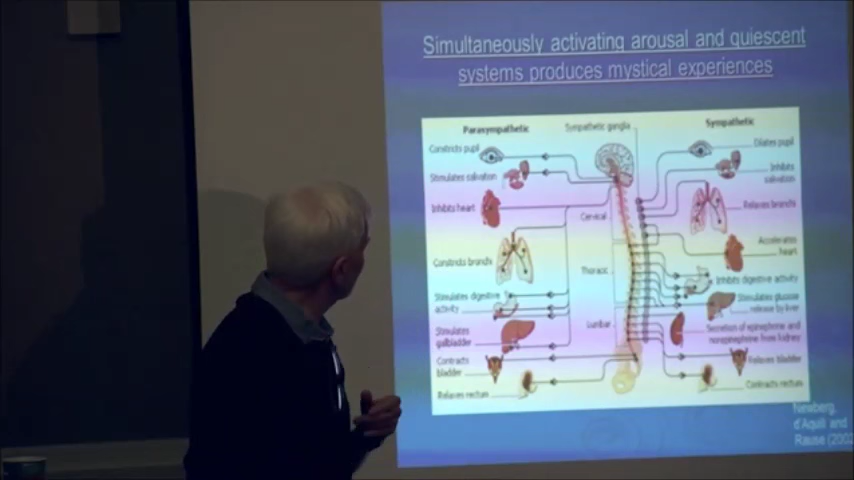 Simultaneously activating arousal and quiescent
systems produces mystical experiences
Parasympathetic
Sympathetic ganglia
Sympathetic
Constricts pupil
Stimulates salivation
Inhibits heart
Constricts bronchi
Stimulates digestive
activity
Stimulates
gallbladder
Contracts
bladder
Relaxes rectum
Cervical
Thoracic
Lumbar
Dilates pupil
Inhibits
salivation
Relaxes bronchi
Accelerates
heart
Inhibits digestive activity
Stimulates glucose
release by liver
Secretion of epinephrine and
norepinephrine from kidney
Relaxes bladder
Contracts rectum
Newberg,
d'Aquili and
Rause (2002